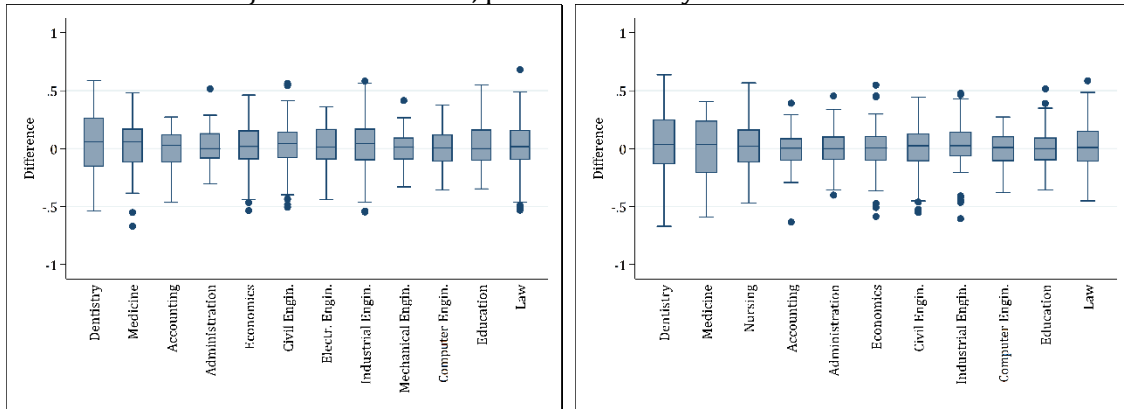 1
.5
0
-.5
-1
Difference
Dentistry
Medicine
Accounting
Administration
Economics
Civil Engin.
Electr. Engin.
Industrial Engin.
Mechanical Engin.
Computer Engin.
Education
Law
1
.5
0
-.5
-1
Difference
Dentistry
Medicine
Nursing
Accounting
Administration
Economics
Civil Engin.
Industrial Engin.
Computer Engin.
Education
Law